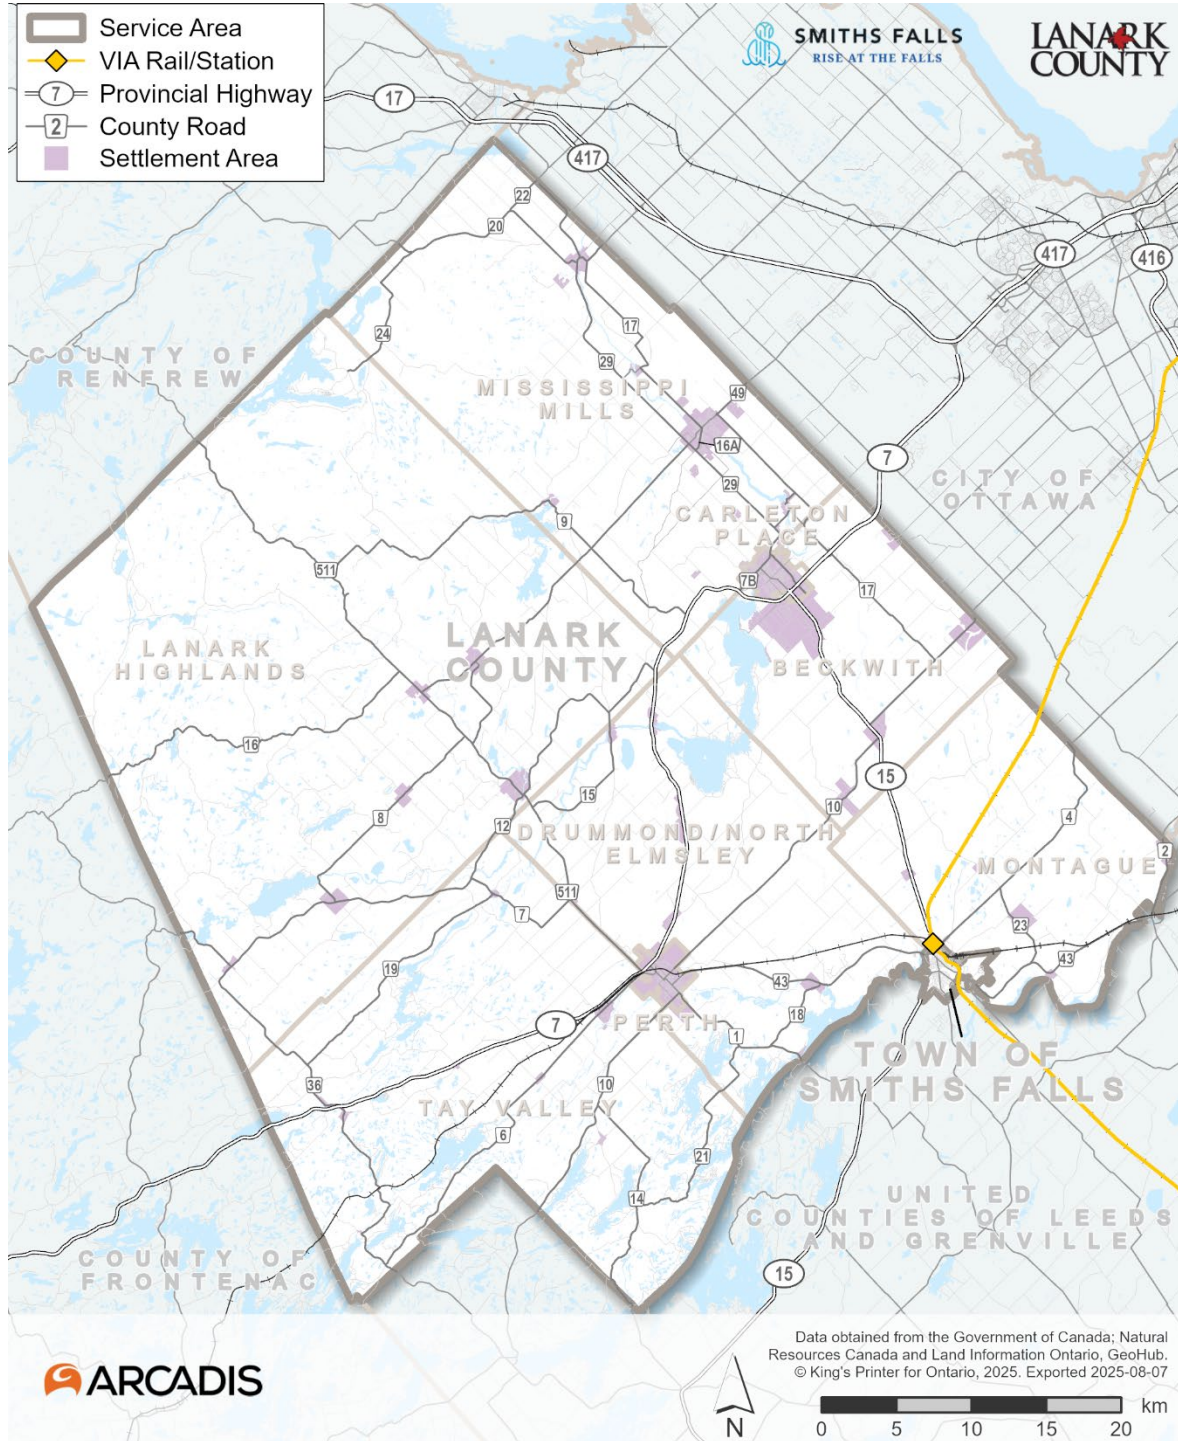 Service Area
VIA Rail/Station
7 Provincial Highway
2 County Road
Settlement Area
SMITHS FALLS
RISE AT THE FALLS
LANARK
COUNTY
17
417
22
20
417
416
24
17
29
COUNTY OF
RENFREW
MISSISSIPPI
MILLS
49
16A
7
29
CITY OF
OTTAWA
CARLETON
PLACE
9
511
7B
17
LANARK
HIGHLANDS
LANARK
COUNTY
BECKWITH
16
15
15
8
12
10
4
DRUMMOND/NORTH
ELMSLEY
MONTAGUE
2
511
7
23
19
43
43
18
7
PERTH
1
TOWN OF
SMITHS FALLS
36
10
TAY VALLEY
6
21
14
UNITED
COUNTIES OF LEEDS
AND GRENVILLE
COUNTY OF
FRONTENAC
15
Data obtained from the Government of Canada; Natural
Resources Canada and Land Information Ontario, GeoHub.
© King's Printer for Ontario, 2025. Exported 2025-08-07
ARCADIS
N
km
0 5 10 15 20